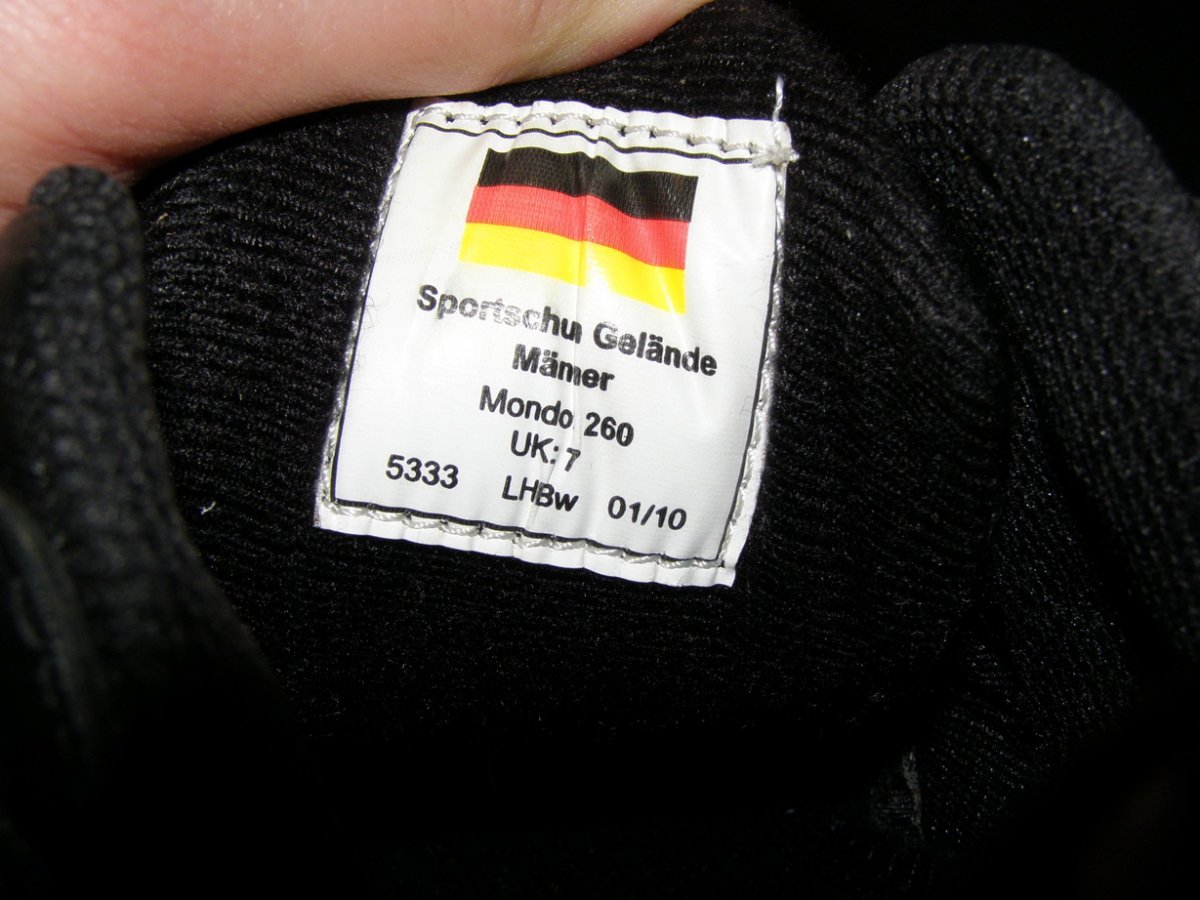 Sportschu Gelände
Mämer
Mondo 260
UK: 7
5333 LHBw 01/10